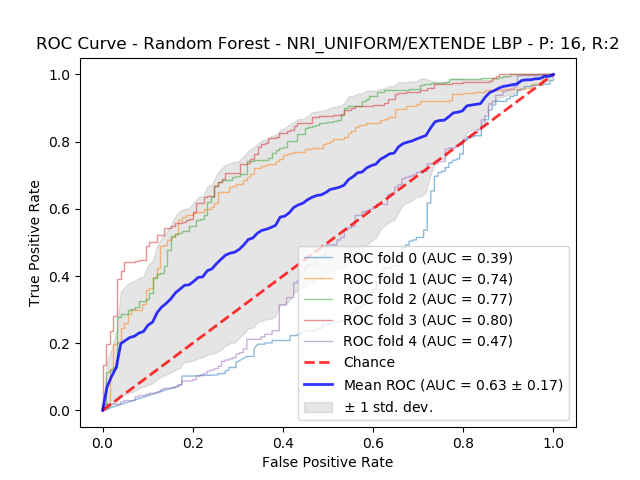 ROC Curve - Random Forest - NRI_UNIFORM/EXTENDE LBP - P: 16, R:2
1.0
0.8
0.6
0.4
0.2
0.0
True Positive Rate
ROC fold 0 (AUC = 0.39)
ROC fold 1 (AUC = 0.74)
ROC fold 2 (AUC = 0.77)
ROC fold 3 (AUC = 0.80)
ROC fold 4 (AUC = 0.47)
Chance
Mean ROC (AUC = 0.63 ± 0.17)
± 1 std. dev.
0.0 0.2 0.4 0.6 0.8 1.0
False Positive Rate